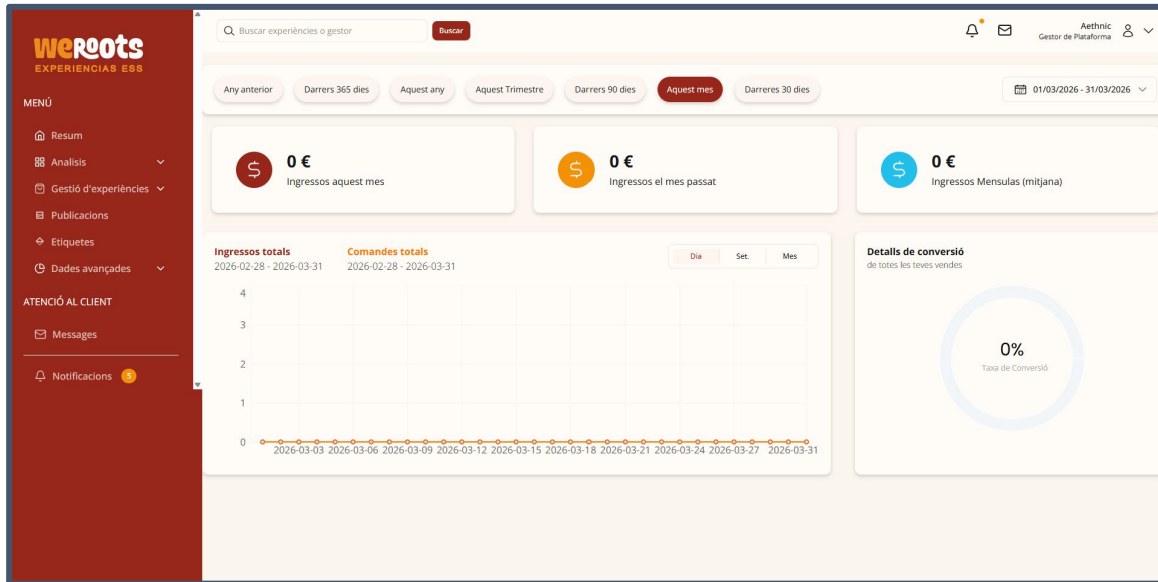 weROOts
EXPERIENCIAS ESS
MENÚ
Resum
Analisis
Gestió d'experiències
Publicacions
Etiquetes
Dades avançades
ATENCIÓ AL CLIENT
Messages
Notificacions 5
Buscar experiències o gestor
Buscar
Aethnic
Gestor de Plataforma
Any anterior
Darrers 365 dies
Aquest any
Aquest Trimestre
Darrers 90 dies
Aquest mes
Darreres 30 dies
01/03/2026 - 31/03/2026
0 €
Ingressos aquest mes
0 €
Ingressos el mes passat
0 €
Ingressos Mensulas (mitjana)
Ingressos totals
2026-02-28 - 2026-03-31
Comandes totals
2026-02-28 - 2026-03-31
Dia
Set.
Mes
4
3
2
1
0
2026-03-03 2026-03-06 2026-03-09 2026-03-12 2026-03-15 2026-03-18 2026-03-21 2026-03-24 2026-03-27 2026-03-31
Detalls de conversió
de totes les teves vendes
0%
Taxa de Conversió